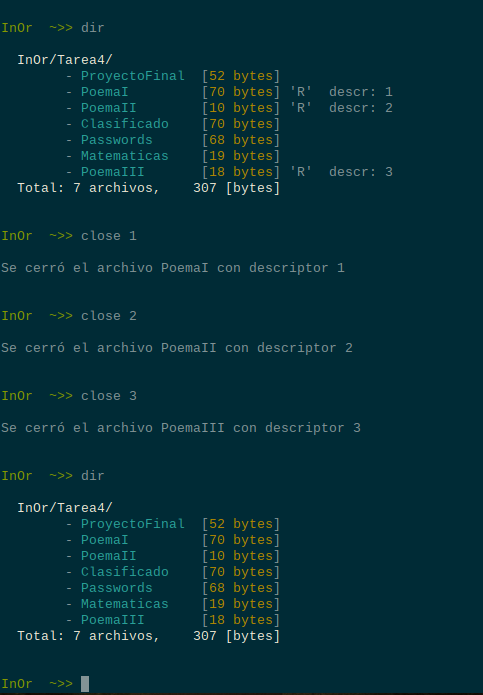 InOr  ~>> dir
InOr/Tarea4/
- ProyectoFinal  [52 bytes]
- PoemaI         [70 bytes] 'R'  descr: 1
- PoemaII        [10 bytes] 'R'  descr: 2
- Clasificado    [70 bytes]
- Passwords      [68 bytes]
- Matematicas    [19 bytes]
- PoemaIII       [18 bytes] 'R'  descr: 3
Total: 7 archivos,    307 [bytes]
InOr  ~>> close 1
Se cerró el archivo PoemaI con descriptor 1
InOr  ~>> close 2
Se cerró el archivo PoemaII con descriptor 2
InOr  ~>> close 3
Se cerró el archivo PoemaIII con descriptor 3
InOr  ~>> dir
InOr/Tarea4/
- ProyectoFinal  [52 bytes]
- PoemaI         [70 bytes]
- PoemaII        [10 bytes]
- Clasificado    [70 bytes]
- Passwords      [68 bytes]
- Matematicas    [19 bytes]
- PoemaIII       [18 bytes]
Total: 7 archivos,    307 [bytes]
InOr  ~>>